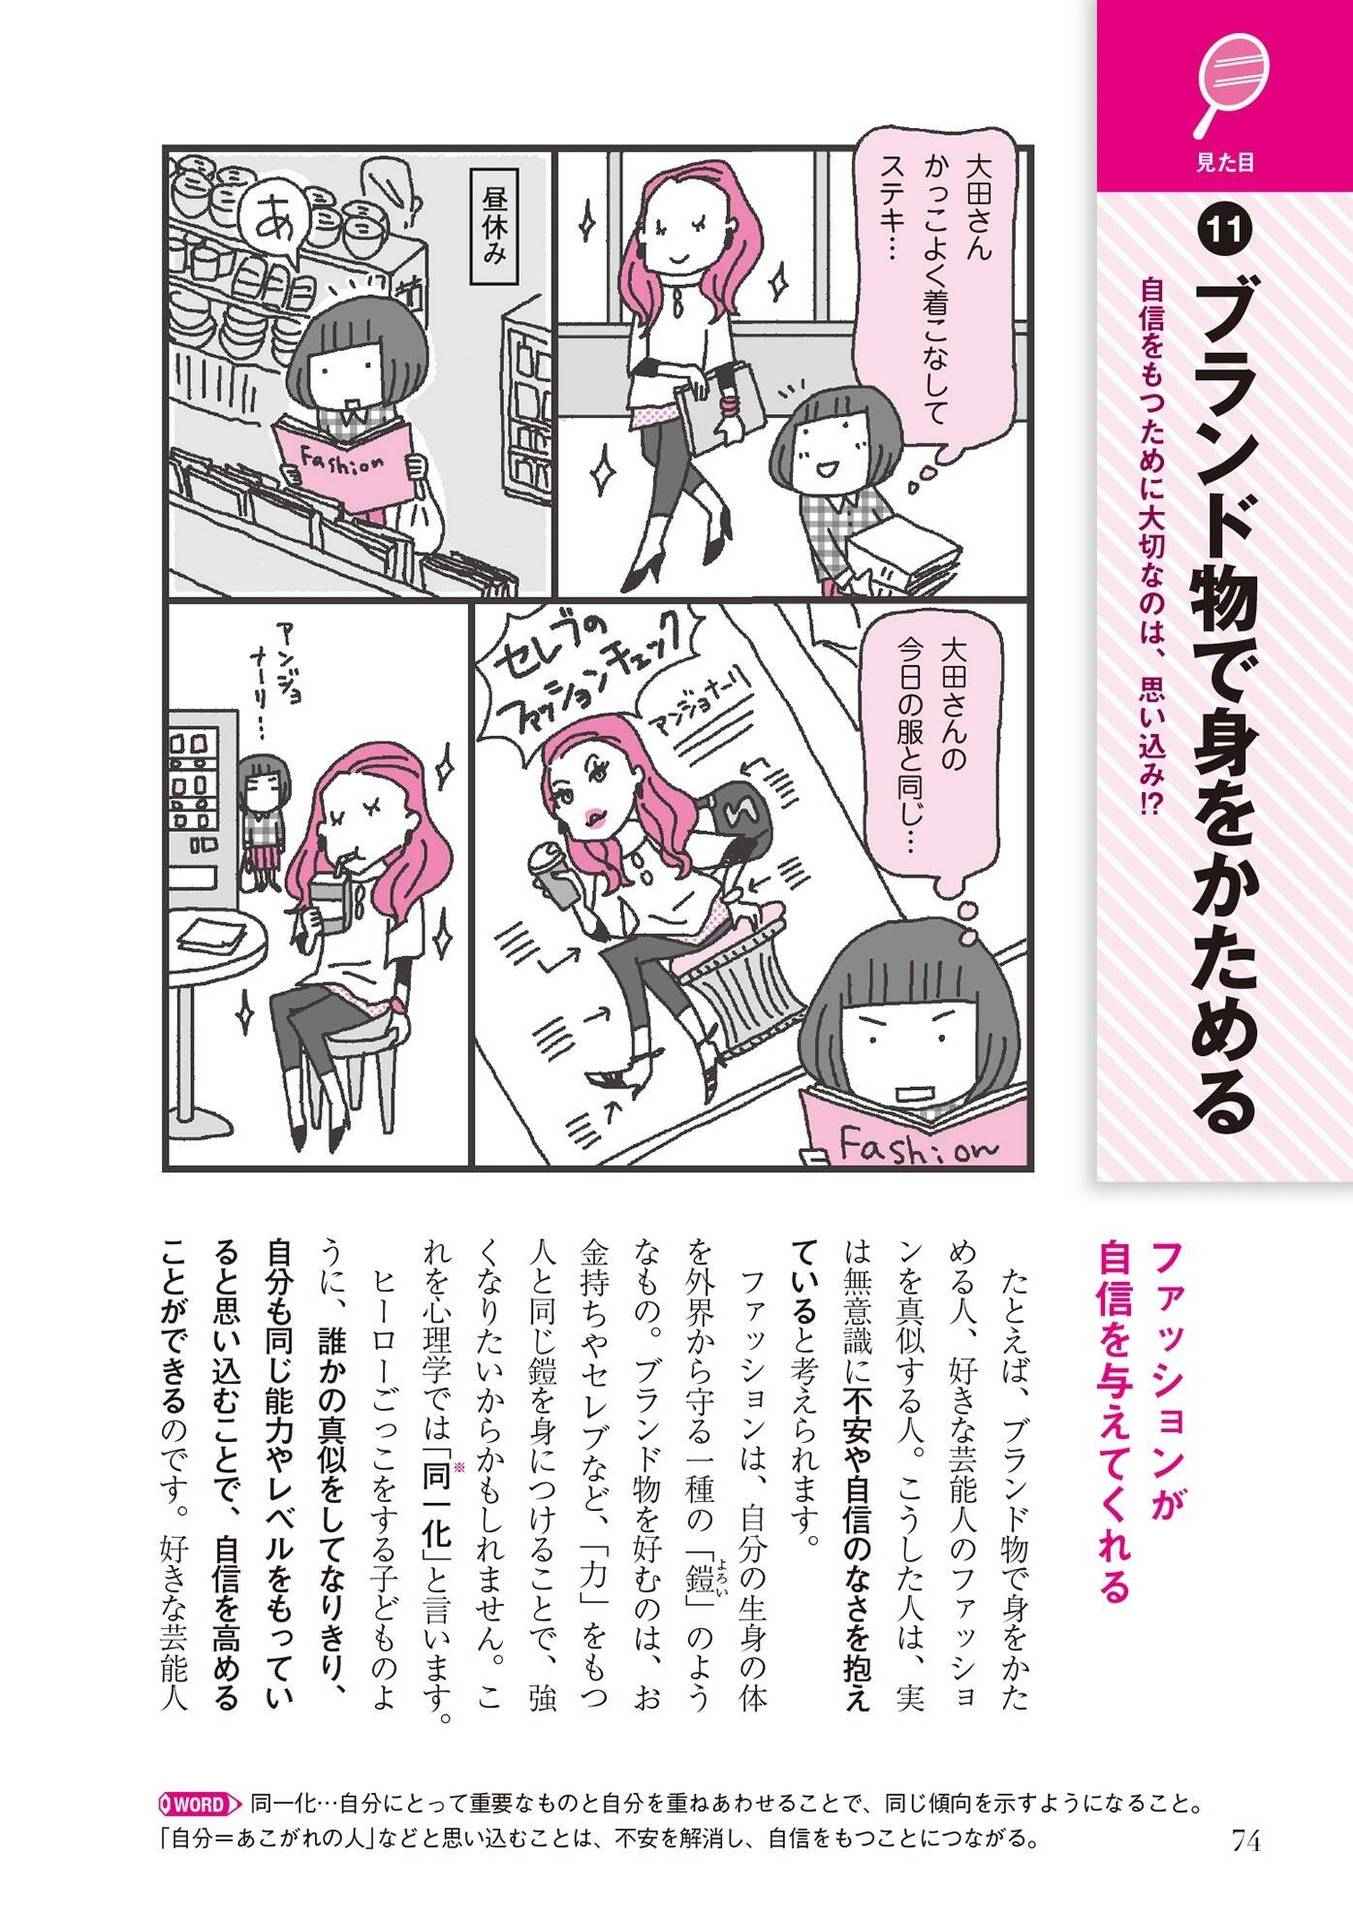 見た目
11
ブランド物で身をかためる
自信をもつために大切なのは、思い込み!?
大田さん
かっこよく着こなして
ステキ…
昼休み
あ
Fashion
大田さんの
今日の服と同じ…
セレブの
ファッションチェック
アンジョナーリ
Fashion
アンジョ
ナーリ…
ファッションが
自信を与えてくれる
たとえば、ブランド物で身をかた
める人、好きな芸能人のファッショ
ンを真似する人。こうした人は、実
は無意識に不安や自信のなさを抱え
ていると考えられます。
ファッションは、自分の生身の体
を外界から守る一種の「鎧」のよう
よろい
なもの。ブランド物を好むのは、お
金持ちやセレブなど、「力」をもつ
人と同じ鎧を身につけることで、強
くなりたいからかもしれません。こ
れを心理学では「同一化※」と言います。
ヒーローごっこをする子どものよ
うに、誰かの真似をしてなりきり、
自分も同じ能力やレベルをもってい
ると思い込むことで、自信を高める
ことができるのです。好きな芸能人
WORD 同一化…自分にとって重要なものと自分を重ねあわせることで、同じ傾向を示すようになること。
「自分＝あこがれの人」などと思い込むことは、不安を解消し、自信をもつことにつながる。
74